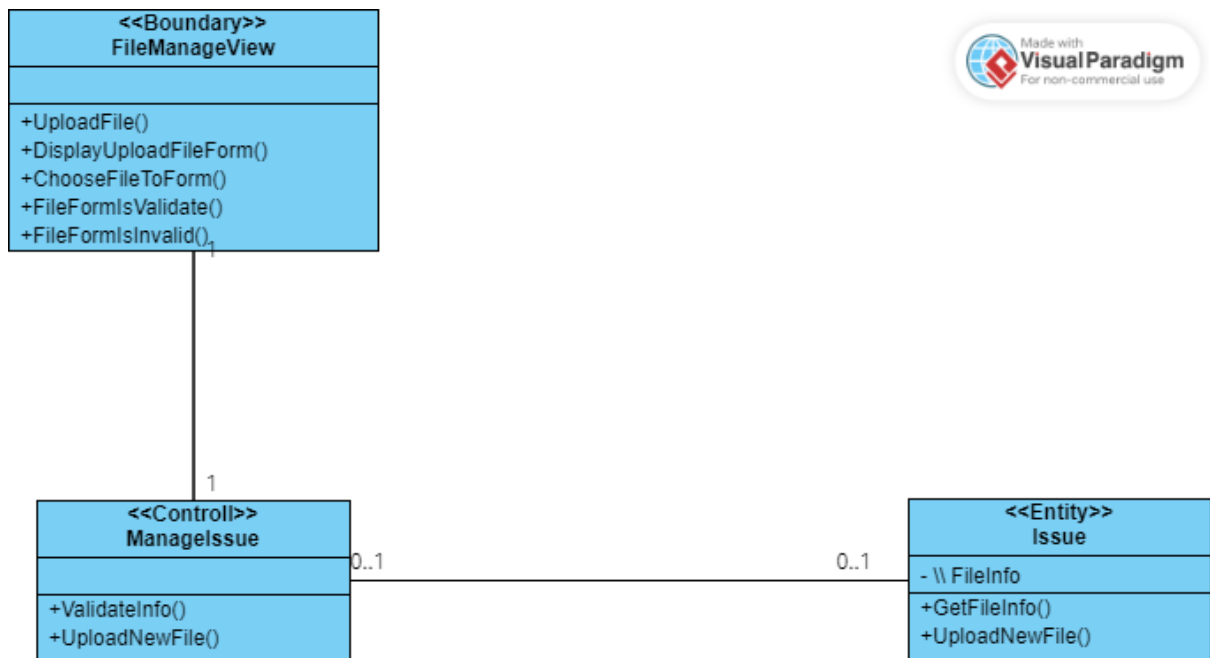 <<Boundary>>
FileManageView
+UploadFile()
+DisplayUploadFileForm()
+ChooseFileToForm()
+FileFormIsValidate()
+FileFormIsInvalid()
1
Made with
Visual Paradigm
For non-commercial use
1
<<Controll>>
ManageIssue
+ValidateInfo()
+UploadNewFile()
0..1
0..1
<<Entity>>
Issue
- \\ FileInfo
+GetFileInfo()
+UploadNewFile()